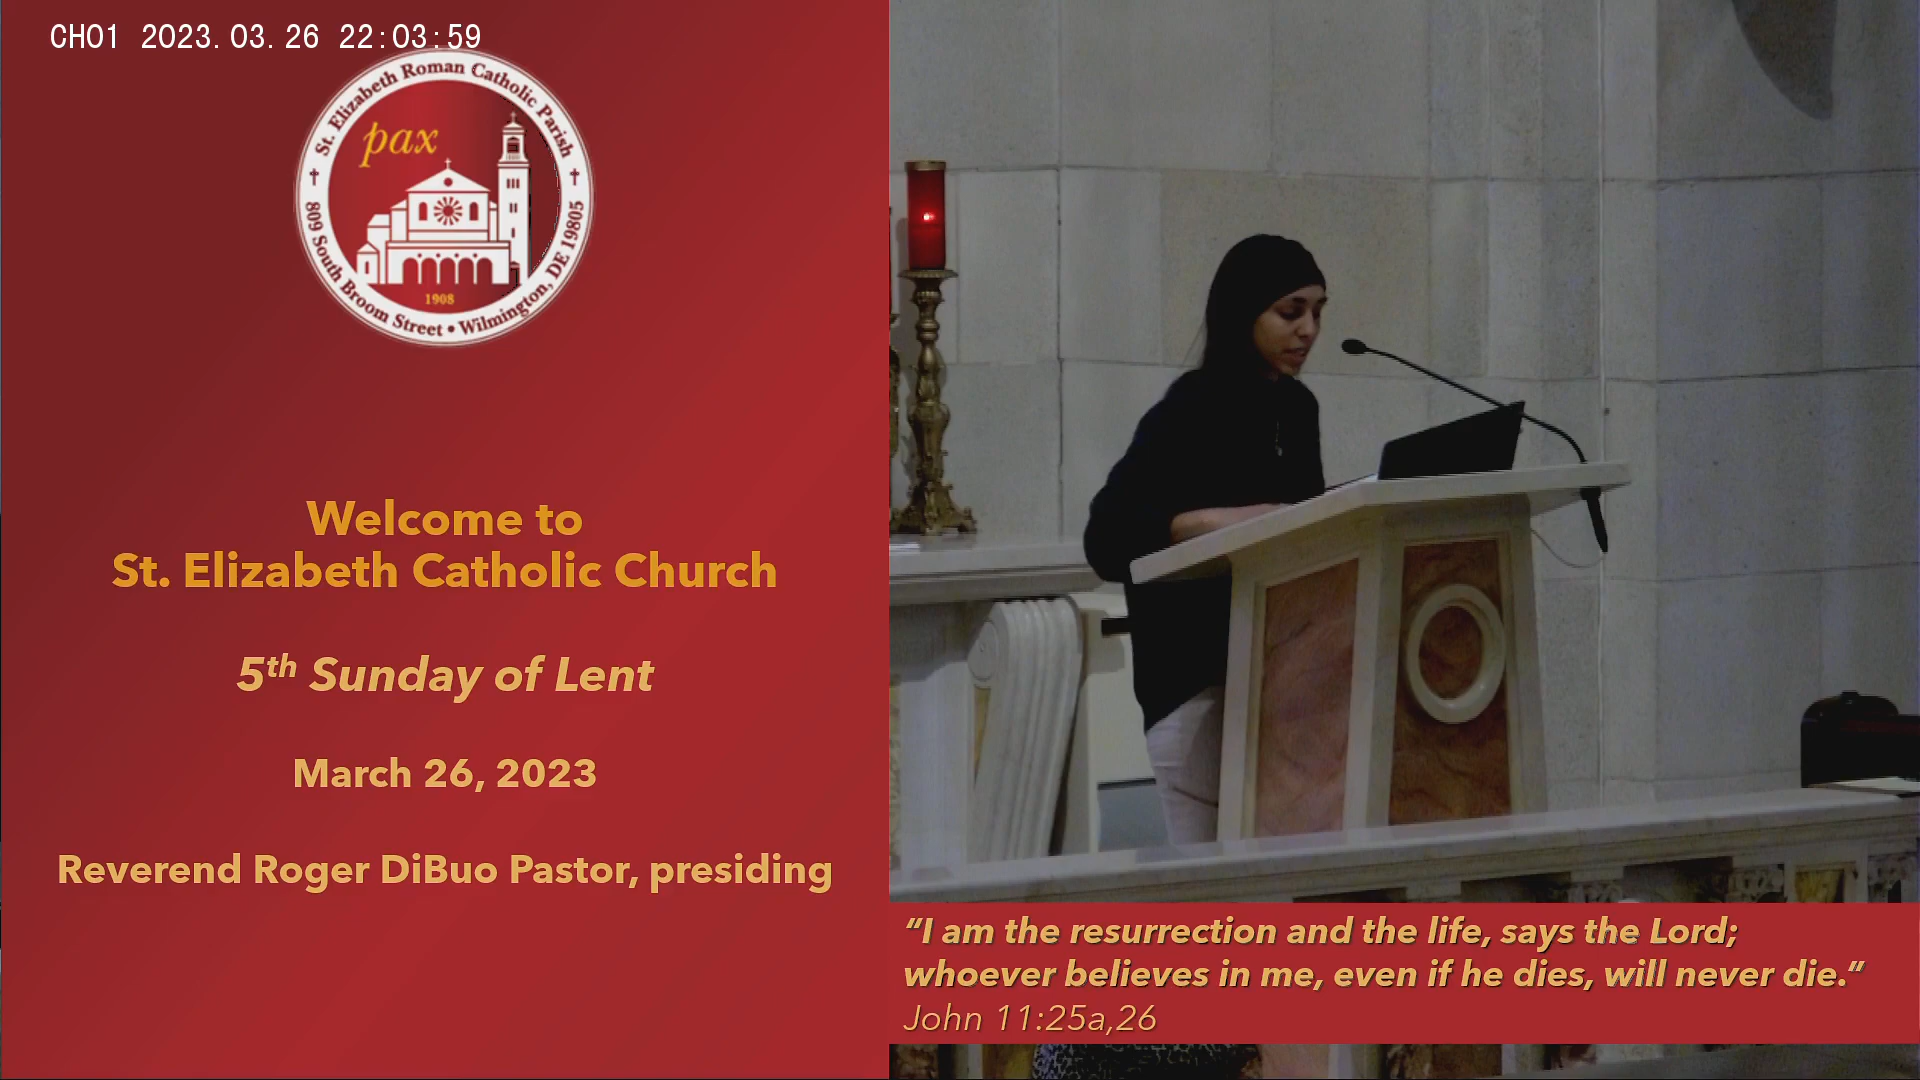 CH01 2023.03.26 22:03:59
St. Elizabeth Roman Catholic Parish
pax
1908
809 South Broom Street • Wilmington, DE 19805
Welcome to
St. Elizabeth Catholic Church
5th Sunday of Lent
March 26, 2023
Reverend Roger DiBuo Pastor, presiding
“I am the resurrection and the life, says the Lord;
whoever believes in me, even if he dies, will never die.”
John 11:25a,26